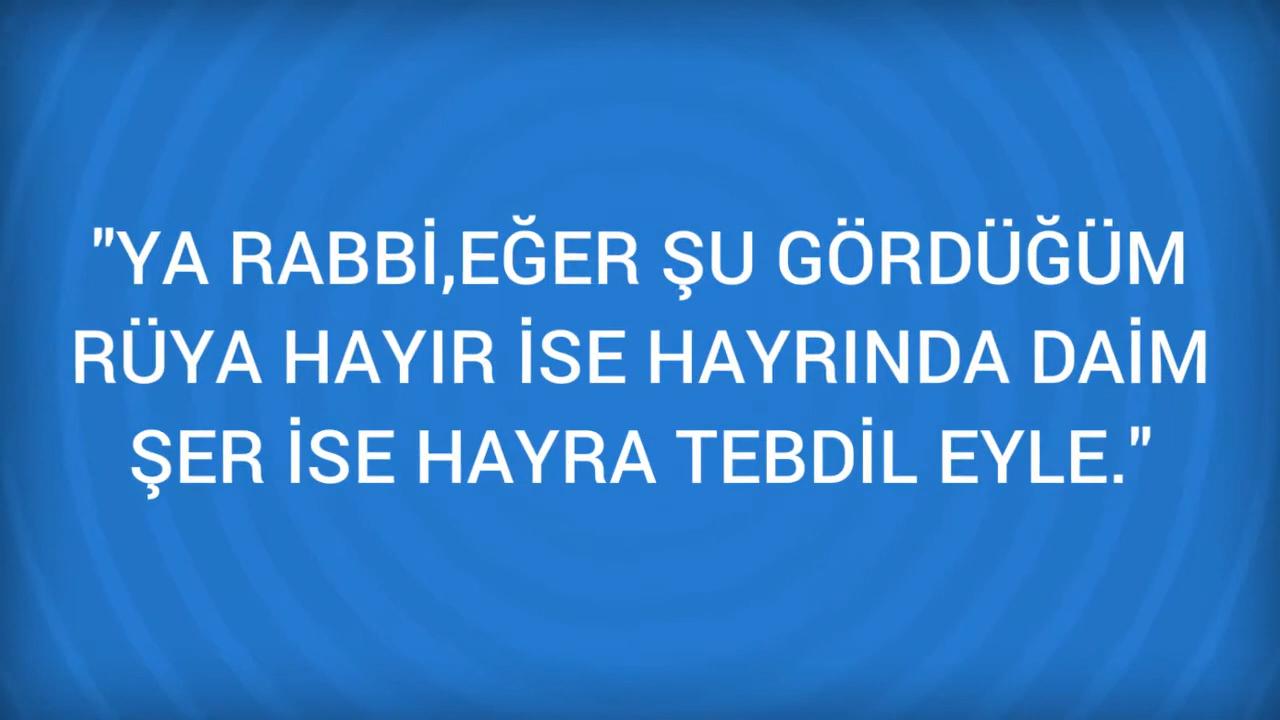 "YA RABBİ,EĞER ŞU GÖRDÜĞÜM
RÜYA HAYIR İSE HAYRINDA DAİM
ŞER İSE HAYRA TEBDİL EYLE."